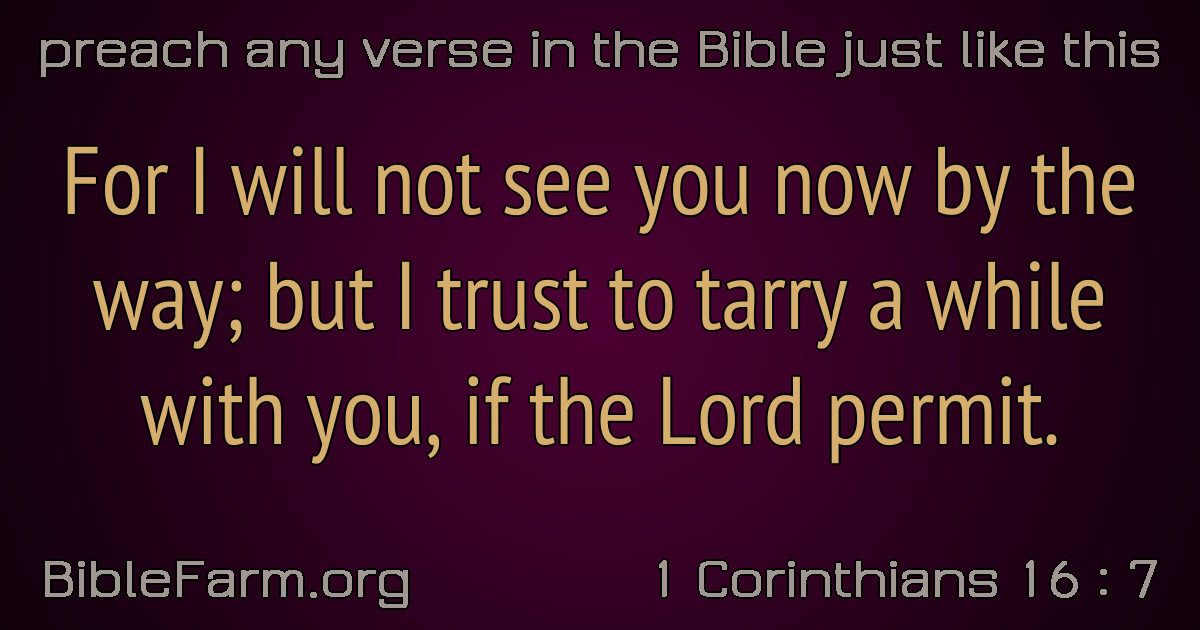 preach any verse in the Bible just like this
For I will not see you now by the
way; but I trust to tarry a while
with you, if the Lord permit.
BibleFarm.org
1 Corinthians 16 : 7